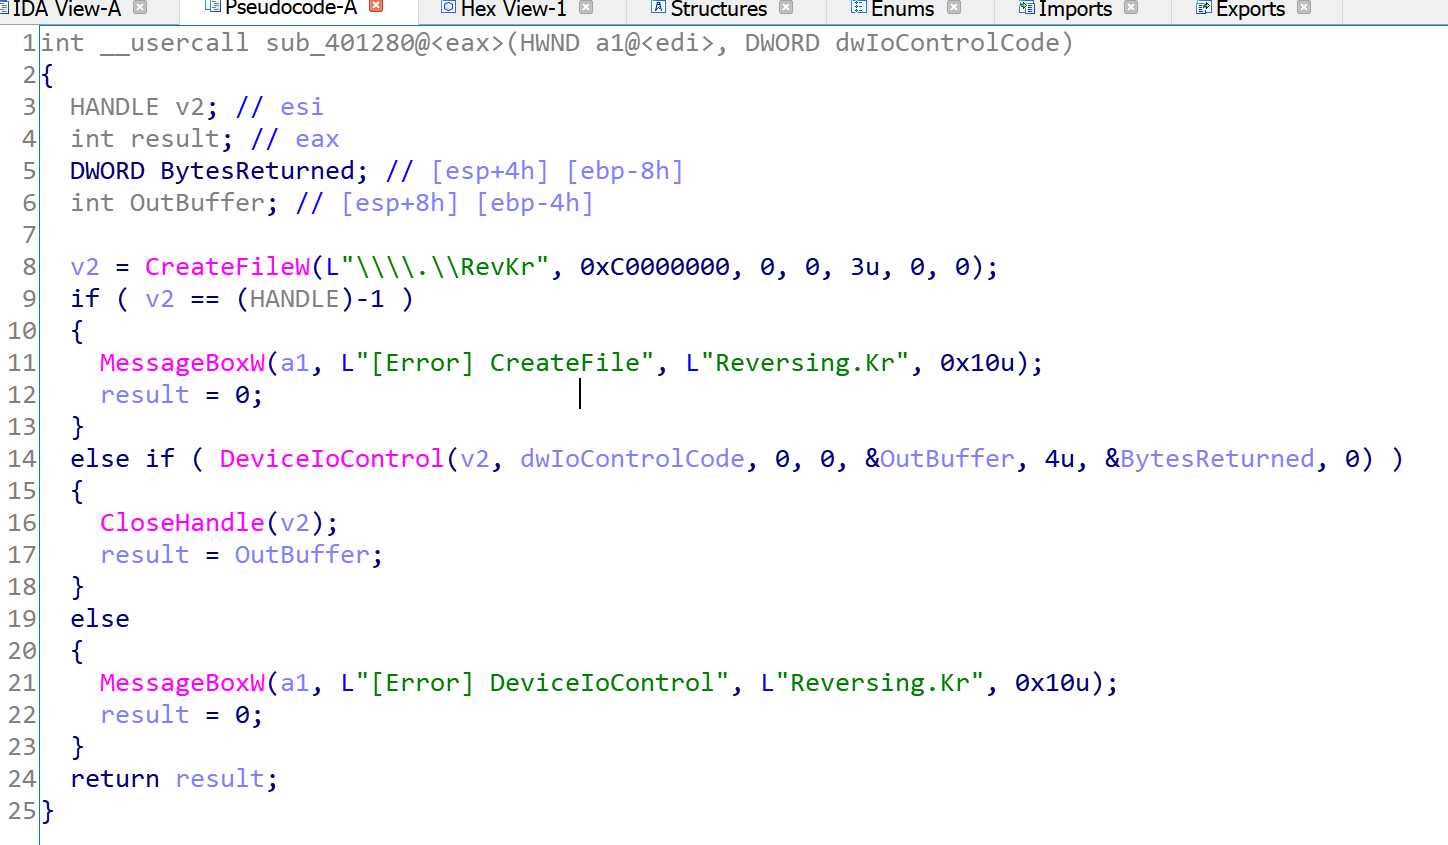 IDA View-A Pseudocode-A Hex View-1 Structures Enums Imports Exports
1 int __usercall sub_401280@<eax>(HWND a1@<edi>, DWORD dwIoControlCode)
2 {
3   HANDLE v2; // esi
4   int result; // eax
5   DWORD BytesReturned; // [esp+4h] [ebp-8h]
6   int OutBuffer; // [esp+8h] [ebp-4h]
7
8   v2 = CreateFileW(L"\\\\.\\RevKr", 0xC0000000, 0, 0, 3u, 0, 0);
9   if ( v2 == (HANDLE)-1 )
10   {
11     MessageBoxW(a1, L"[Error] CreateFile", L"Reversing.Kr", 0x10u);
12     result = 0;
13   }
14   else if ( DeviceIoControl(v2, dwIoControlCode, 0, 0, &OutBuffer, 4u, &BytesReturned, 0) )
15   {
16     CloseHandle(v2);
17     result = OutBuffer;
18   }
19   else
20   {
21     MessageBoxW(a1, L"[Error] DeviceIoControl", L"Reversing.Kr", 0x10u);
22     result = 0;
23   }
24   return result;
25 }